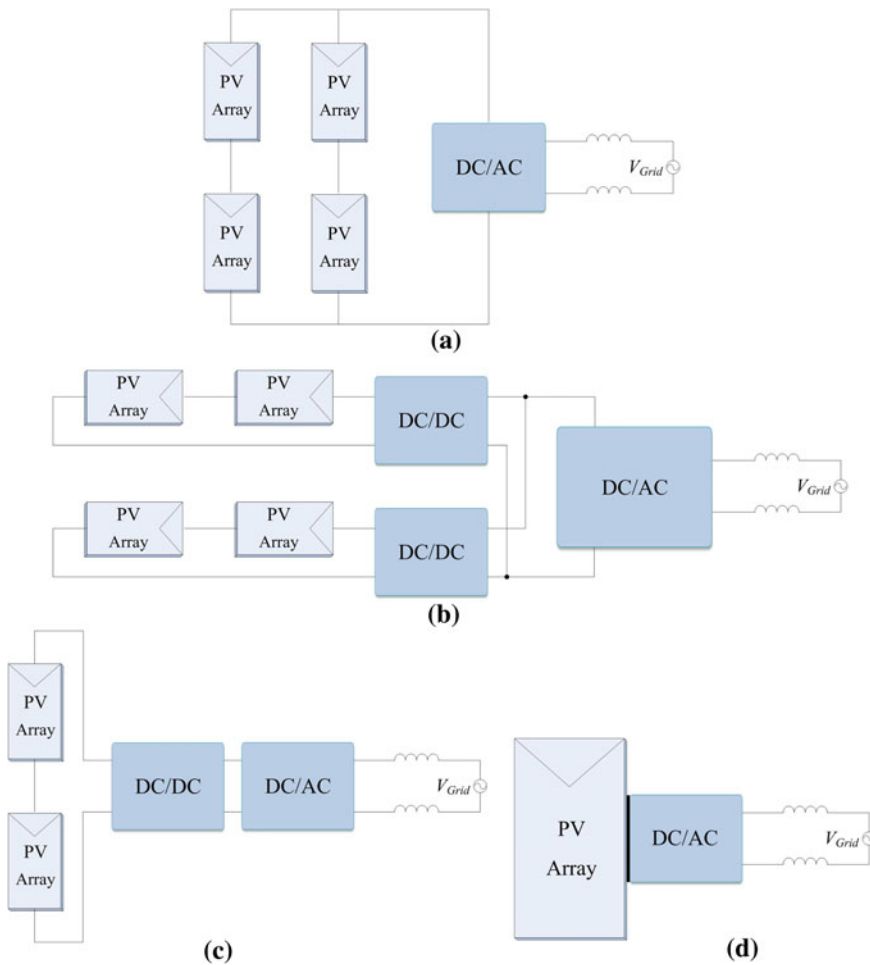 PV
Array
PV
Array
DC/AC
V_Grid
PV
Array
PV
Array
(a)
PV
Array
PV
Array
DC/DC
DC/AC
V_Grid
PV
Array
PV
Array
DC/DC
(b)
PV
Array
DC/DC
DC/AC
V_Grid
PV
Array
(c)
PV
Array
DC/AC
V_Grid
(d)